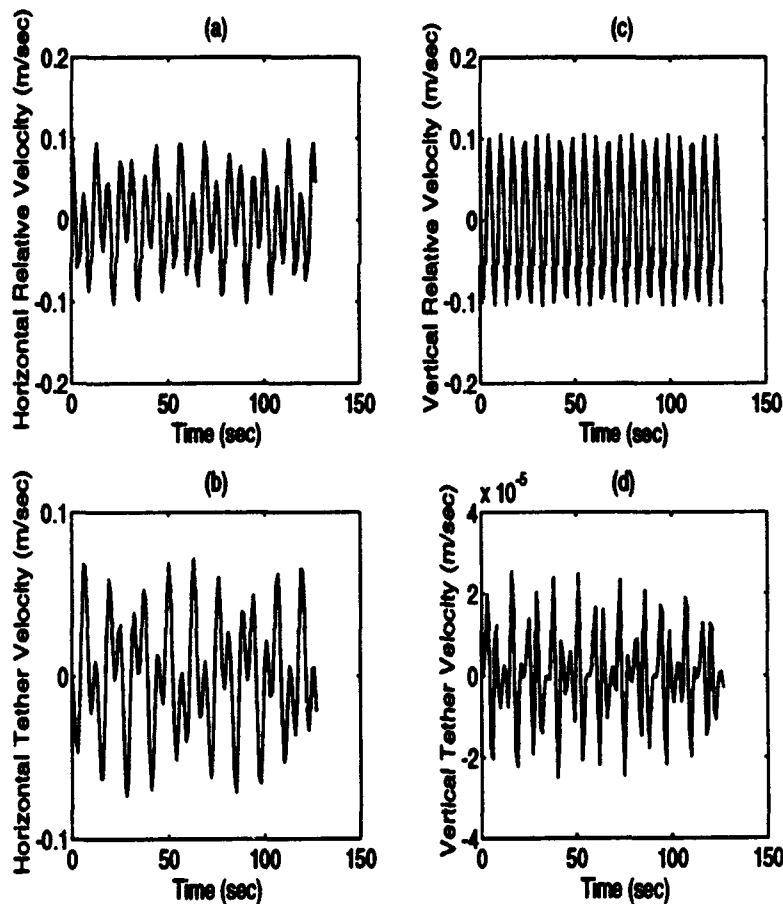 (a)
Horizontal Relative Velocity (m/sec)
0.2
0.1
0
-0.1
-0.2
0
50
100
150
Time (sec)
(c)
Vertical Relative Velocity (m/sec)
0.2
0.1
0
-0.1
-0.2
0
50
100
150
Time (sec)
(b)
Horizontal Tether Velocity (m/sec)
0.1
0
-0.1
0
50
100
150
Time (sec)
(d)
x 10^-5
Vertical Tether Velocity (m/sec)
4
2
0
-2
-4
0
50
100
150
Time (sec)